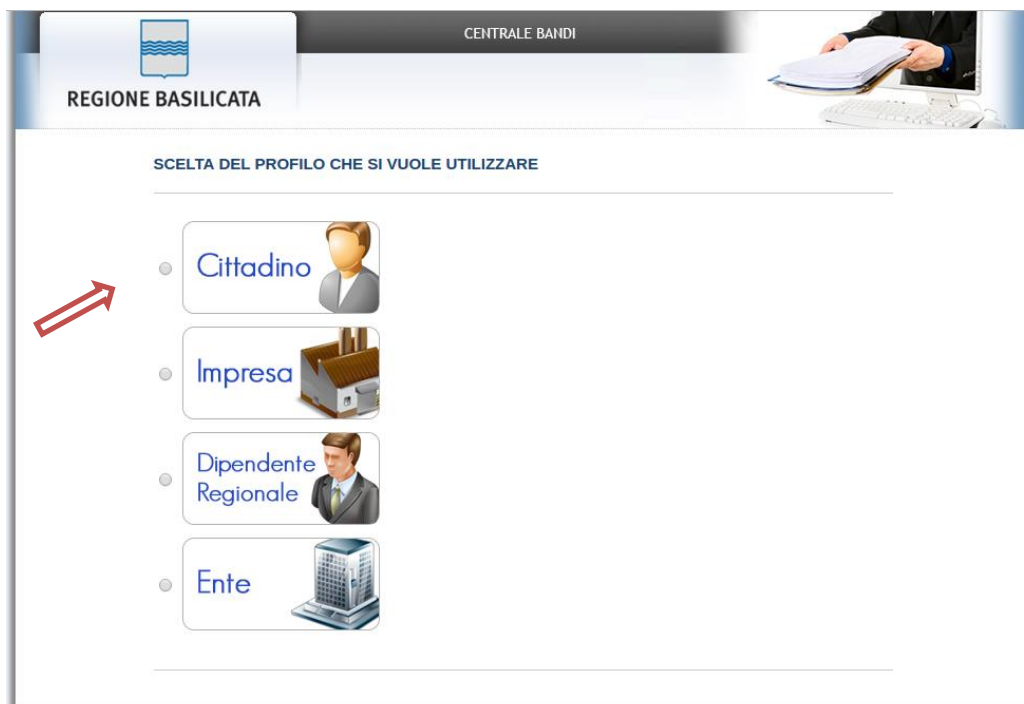 CENTRALE BANDI
REGIONE BASILICATA
SCELTA DEL PROFILO CHE SI VUOLE UTILIZZARE
Cittadino
Impresa
Dipendente
Regionale
Ente